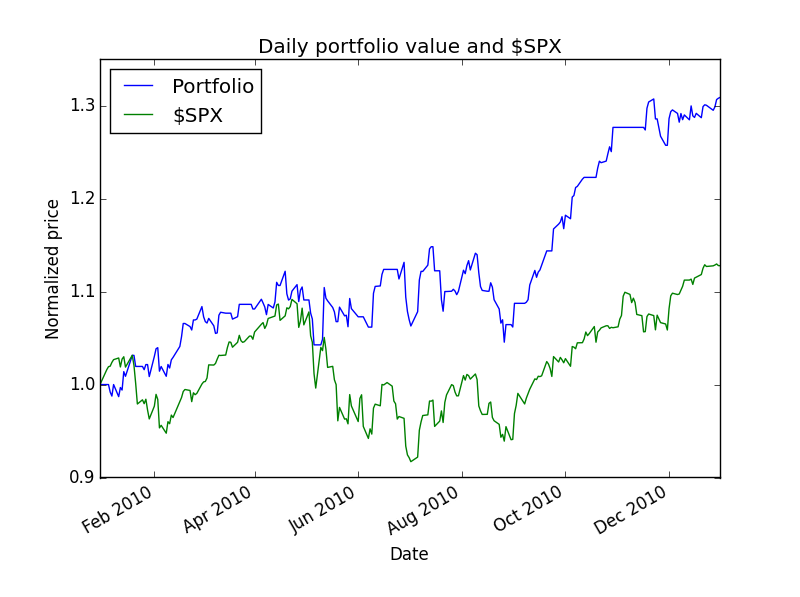 Daily portfolio value and $SPX
Portfolio
$SPX
1.3
1.2
1.1
1.0
0.9
Normalized price
Feb 2010
Apr 2010
Jun 2010
Aug 2010
Oct 2010
Dec 2010
Date